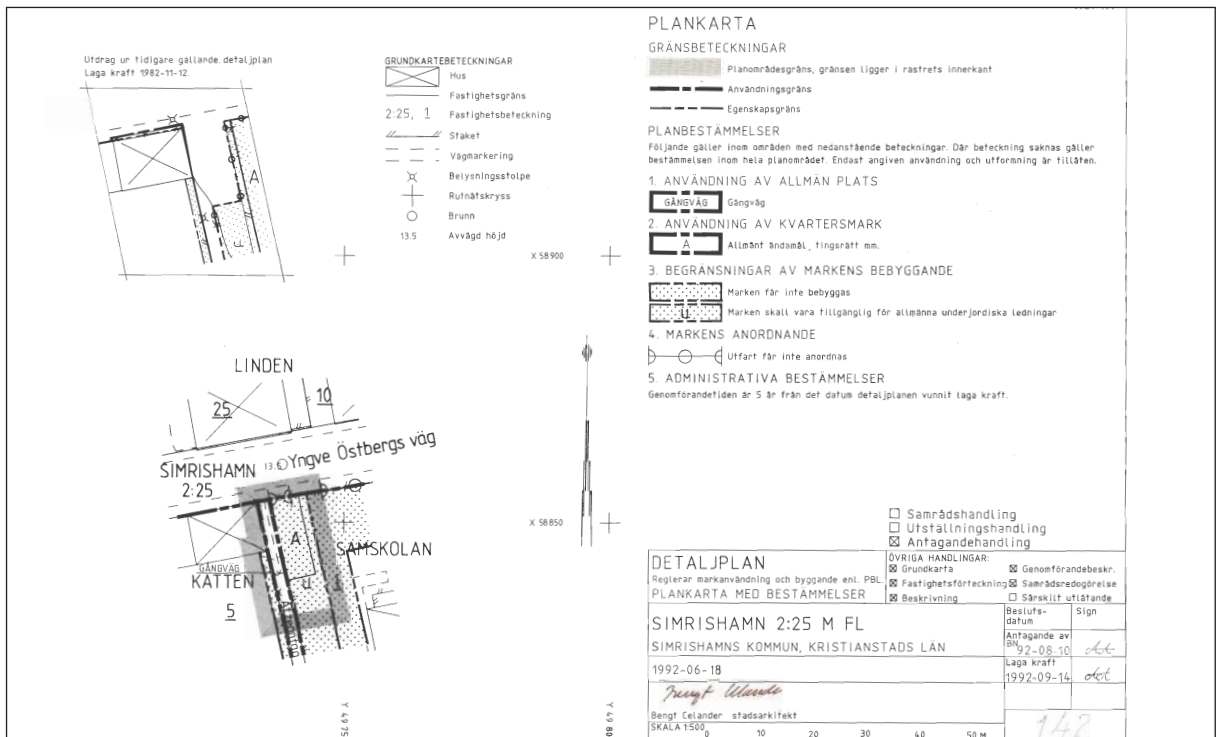 Utdrag ur tidigare gällande detaljplan
Laga kraft 1982-11-12.
A
u
GRUNDKARTEBETECKNINGAR
Hus
Fastighetsgräns
2:25, 1 Fastighetsbeteckning
Staket
Vägmarkering
Belysningsstolpe
Rutnätskryss
Brunn
13.5 Avvägd höjd
X 58900
LINDEN
25
10
Yngve Östbergs väg
SIMRISHAMN
2:25
13.6
A
u
SAMSKOLAN
GÅNGVÄG
KATTEN
5
X 58850
Y 4975
Y 4980
PLANKARTA
GRÄNSBETECKNINGAR
Planområdesgräns, gränsen ligger i rastrets innerkant
Användningsgräns
Egenskapsgräns
PLANBESTÄMMELSER
Följande gäller inom områden med nedanstående beteckningar. Där beteckning saknas gäller
bestämmelsen inom hela planområdet. Endast angiven användning och utformning är tillåten.
1. ANVÄNDNING AV ALLMÄN PLATS
GÅNGVÄG Gångväg
2. ANVÄNDNING AV KVARTERSMARK
A Allmänt ändamål, tingsrätt mm.
3. BEGRÄNSNINGAR AV MARKENS BEBYGGANDE
Marken får inte bebyggas
u Marken skall vara tillgänglig för allmänna underjordiska ledningar
4. MARKENS ANORDNANDE
Utfart får inte anordnas
5. ADMINISTRATIVA BESTÄMMELSER
Genomförandetiden är 5 år från det datum detaljplanen vunnit laga kraft.
☐ Samrådshandling
☐ Utställningshandling
☒ Antagandehandling
DETALJPLAN
Reglerar markanvändning och byggande enl. PBL
PLANKARTA MED BESTÄMMELSER
ÖVRIGA HANDLINGAR:
☒ Grundkarta ☒ Genomförandebeskr.
☒ Fastighetsförteckning ☒ Samrådsredogörelse
☒ Beskrivning ☐ Särskilt utlåtande
SIMRISHAMN 2:25 M FL
SIMRISHAMNS KOMMUN, KRISTIANSTADS LÄN
1992-06-18
Besluts-
datum Sign
Antagande av
BN 92-08-10
Laga kraft
1992-09-14
Bengt Celander stadsarkitekt
SKALA 1:500
0 10 20 30 40 50 M
142